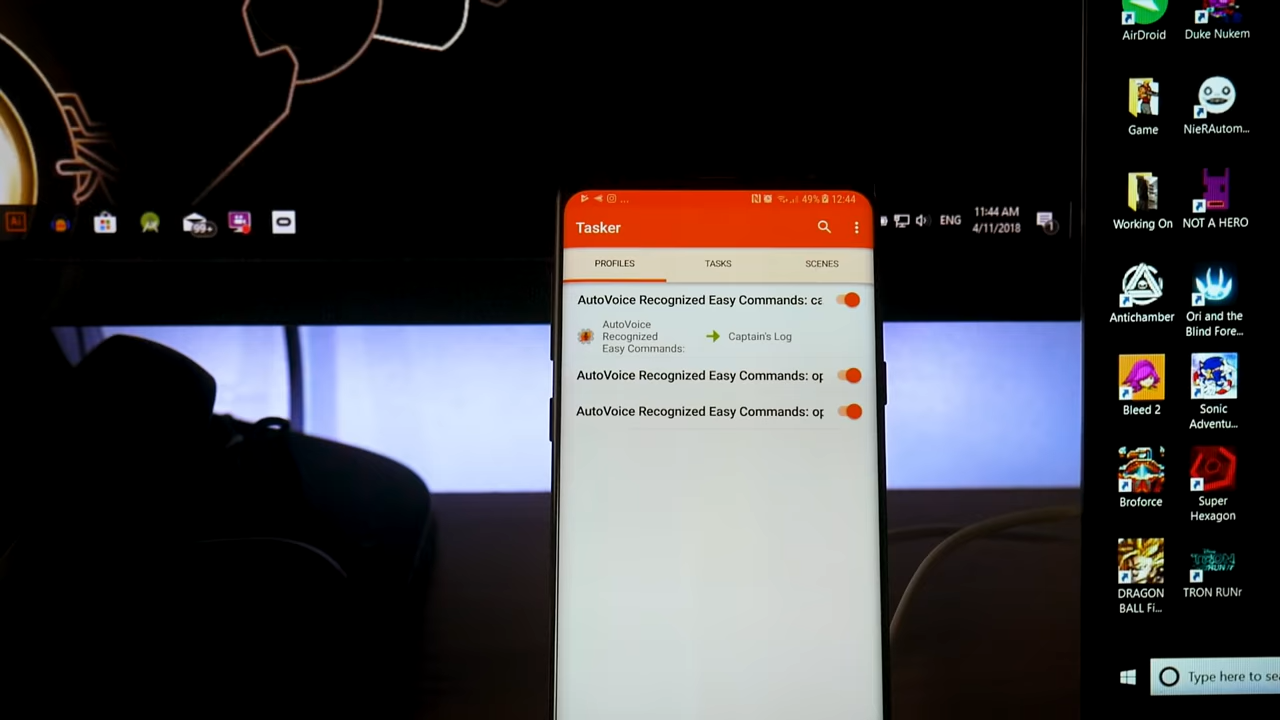 AirDroid
Duke Nukem
Game
NieRAutom...
Working On
NOT A HERO
Antichamber
Ori and the
Blind Fore...
Bleed 2
Sonic
Adventu...
Broforce
Super
Hexagon
DRAGON
BALL Fi...
TRON RUNr
Type here to se
Ai
99+
ENG
11:44 AM
4/11/2018
1
... 49% 12:44
Tasker
PROFILES
TASKS
SCENES
AutoVoice Recognized Easy Commands: ca
AutoVoice
Recognized
Easy Commands:
Captain's Log
AutoVoice Recognized Easy Commands: op
AutoVoice Recognized Easy Commands: op